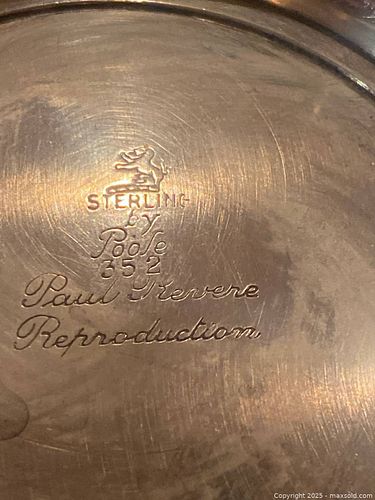 STERLING
by
Poole
352
Paul Revere
Reproduction
Copyright 2025 - maxsold.com